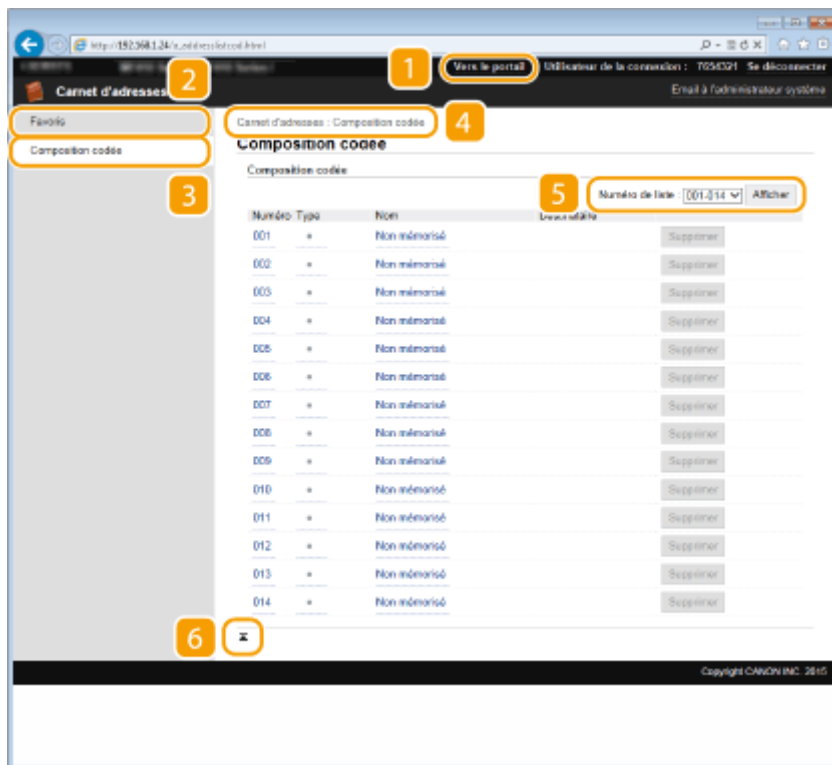 1
Vers le portail Utilisateur de la connexion : 7654321 Se déconnecter
2
Carnet d'adresses
Email à l'administrateur système
Favoris
Carnet d'adresses : Composition codée
4
Composition codée
Composition codée
3
Composition codée
5
Numéro de liste : 001-014 Afficher
Numéro Type Nom
001 Non mémorisé Supprimer
002 Non mémorisé Supprimer
003 Non mémorisé Supprimer
004 Non mémorisé Supprimer
005 Non mémorisé Supprimer
006 Non mémorisé Supprimer
007 Non mémorisé Supprimer
008 Non mémorisé Supprimer
009 Non mémorisé Supprimer
010 Non mémorisé Supprimer
011 Non mémorisé Supprimer
012 Non mémorisé Supprimer
013 Non mémorisé Supprimer
014 Non mémorisé Supprimer
6
Copyright CANON INC. 2015